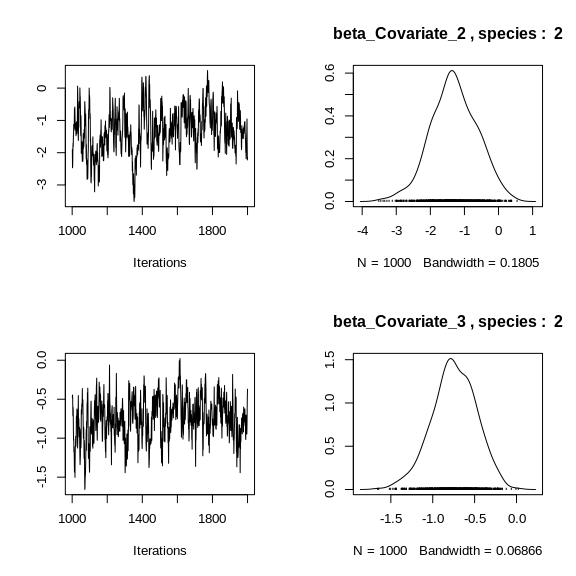 beta_Covariate_2 , species : 2
0
-1
-2
-3
1000 1400 1800
Iterations
0.6
0.4
0.2
0.0
-4 -3 -2 -1 0 1
N = 1000 Bandwidth = 0.1805
beta_Covariate_3 , species : 2
0.0
-0.5
-1.0
-1.5
1000 1400 1800
Iterations
1.5
1.0
0.5
0.0
-1.5 -1.0 -0.5 0.0
N = 1000 Bandwidth = 0.06866